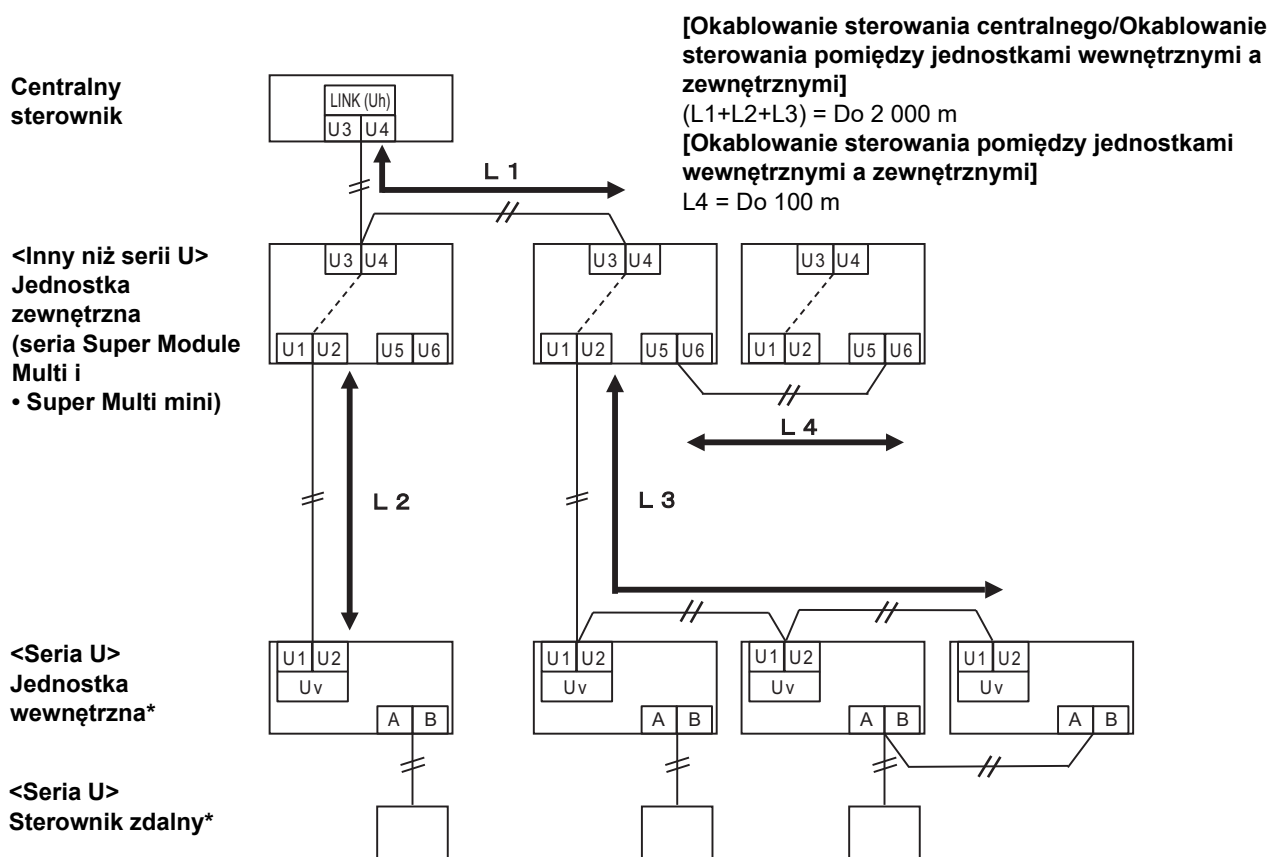 [Okablowanie sterowania centralnego/Okablowanie
sterowania pomiędzy jednostkami wewnętrznymi a
zewnętrznymi]
(L1+L2+L3) = Do 2 000 m
[Okablowanie sterowania pomiędzy jednostkami
wewnętrznymi a zewnętrznymi]
L4 = Do 100 m
Centralny
sterownik
LINK (Uh)
U3 U4
L 1
<Inny niż serii U>
Jednostka
zewnętrzna
(seria Super Module
Multi i
• Super Multi mini)
U3 U4
U1 U2 U5 U6
U3 U4
U1 U2 U5 U6
U3 U4
U1 U2 U5 U6
L 4
L 2
L 3
<Seria U>
Jednostka
wewnętrzna*
U1 U2
Uv
A B
U1 U2
Uv
A B
U1 U2
Uv
A B
U1 U2
Uv
A B
<Seria U>
Sterownik zdalny*